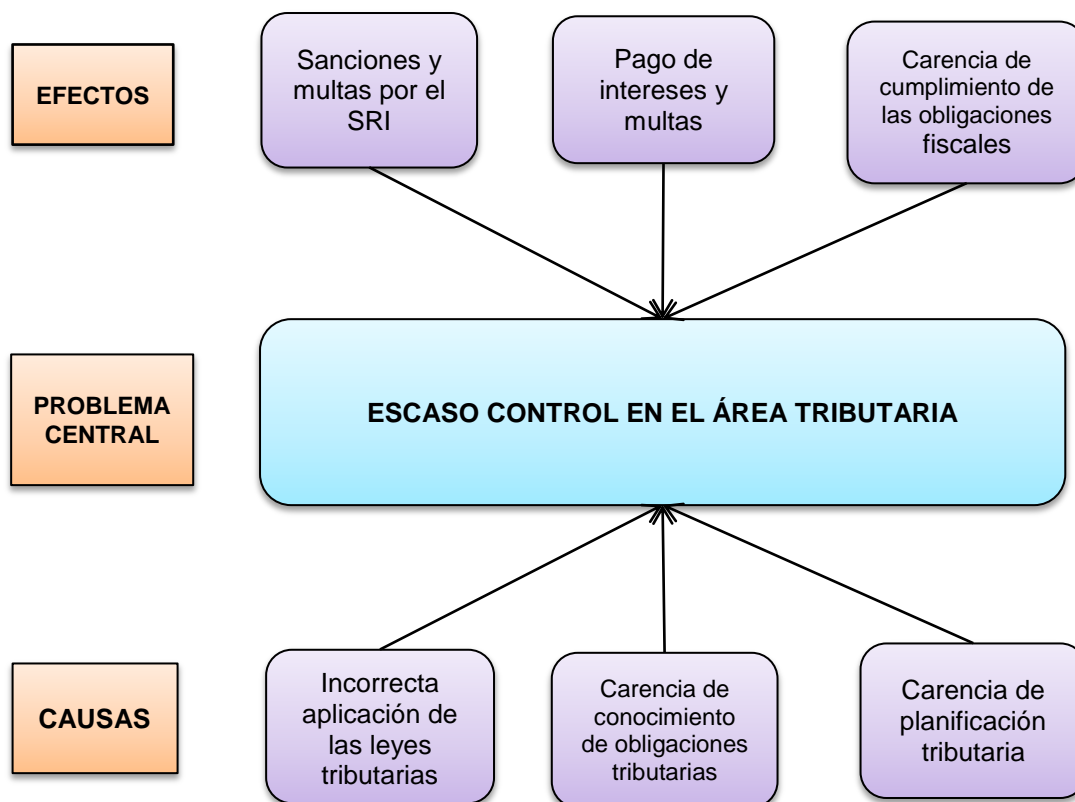 EFECTOS
Sanciones y
multas por el
SRI
Pago de
intereses y
multas
Carencia de
cumplimiento de
las obligaciones
fiscales
PROBLEMA
CENTRAL
ESCASO CONTROL EN EL ÁREA TRIBUTARIA
CAUSAS
Incorrecta
aplicación de
las leyes
tributarias
Carencia de
conocimiento
de obligaciones
tributarias
Carencia de
planificación
tributaria